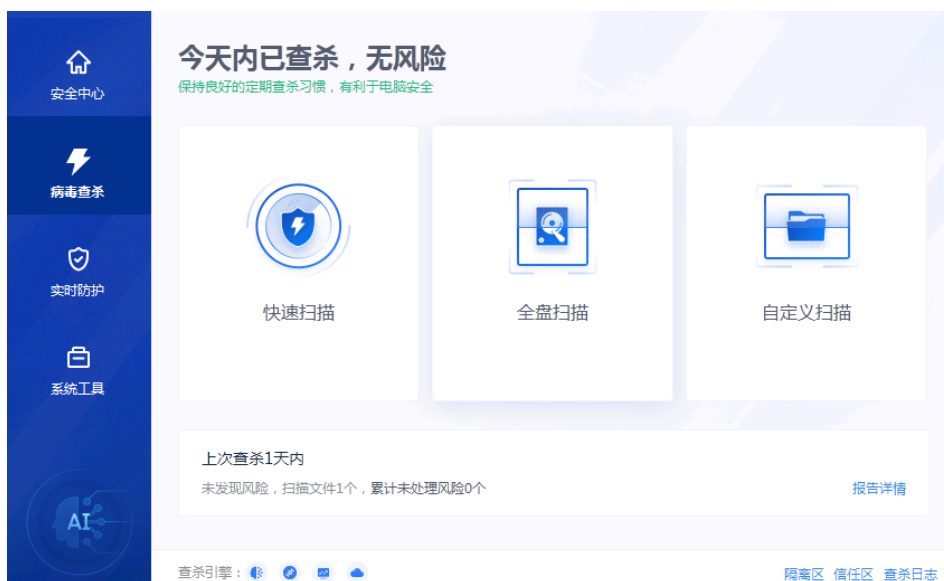 今天内已查杀，无风险
保持良好的定期查杀习惯，有利于电脑安全
安全中心
病毒查杀
实时防护
系统工具
AI
快速扫描
全盘扫描
自定义扫描
上次查杀1天内
未发现风险，扫描文件1个，累计未处理风险0个
报告详情
查杀引擎：
隔离区 信任区 查杀日志